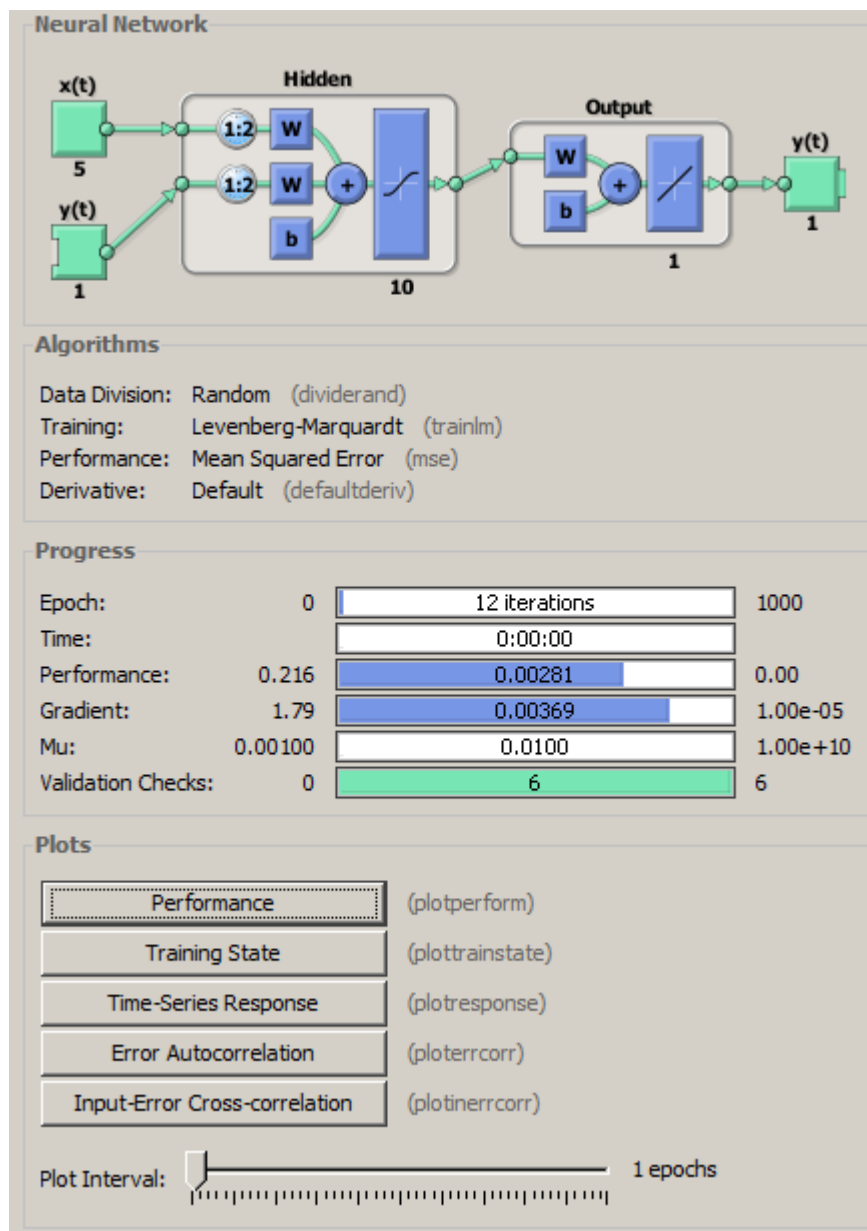 Neural Network
Hidden
x(t)
Output
1:2 W
W
y(t)
5
1:2 W
+
+
y(t)
b
b
1
1
10
1
Algorithms
Data Division: Random (dividerand)
Training: Levenberg-Marquardt (trainlm)
Performance: Mean Squared Error (mse)
Derivative: Default (defaultderiv)
Progress
Epoch: 0 12 iterations 1000
Time: 0:00:00
Performance: 0.216 0.00281 0.00
Gradient: 1.79 0.00369 1.00e-05
Mu: 0.00100 0.0100 1.00e+10
Validation Checks: 0 6 6
Plots
Performance (plotperform)
Training State (plottrainstate)
Time-Series Response (plotresponse)
Error Autocorrelation (ploterrcorr)
Input-Error Cross-correlation (plotinerrcorr)
Plot Interval: 1 epochs